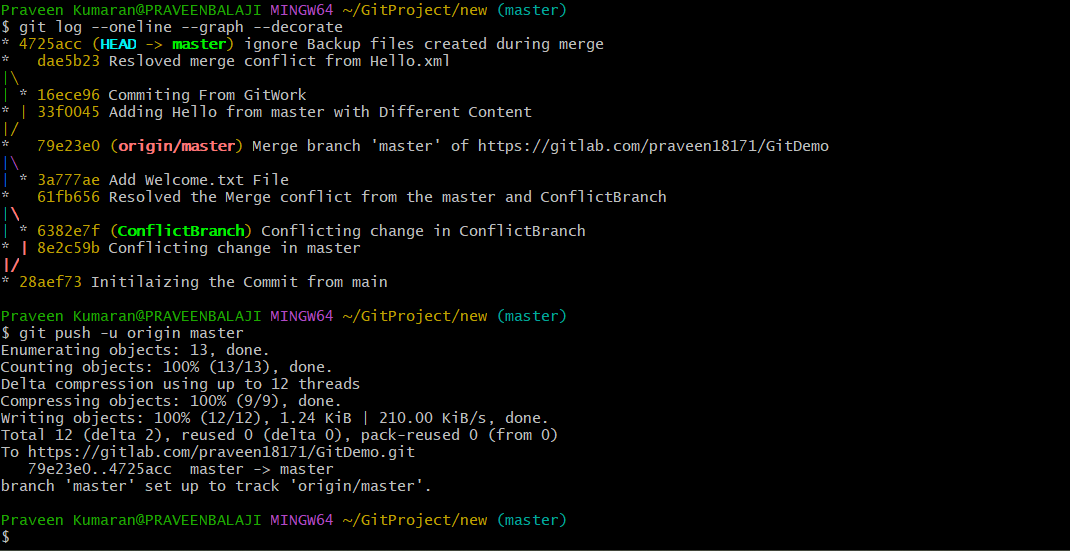 Praveen Kumaran@PRAVEENBALAJI MINGW64 ~/GitProject/new (master)
$ git log --oneline --graph --decorate
* 4725acc (HEAD -> master) ignore Backup files created during merge
*   dae5b23 Resloved merge conflict from Hello.xml
|\
| * 16ece96 Commiting From GitWork
* | 33f0045 Adding Hello from master with Different Content
|/
*   79e23e0 (origin/master) Merge branch 'master' of https://gitlab.com/praveen18171/GitDemo
|\
| * 3a777ae Add Welcome.txt File
*   61fb656 Resolved the Merge conflict from the master and ConflictBranch
|\
| * 6382e7f (ConflictBranch) Conflicting change in ConflictBranch
* | 8e2c59b Conflicting change in master
|/
* 28aef73 Initilaizing the Commit from main
Praveen Kumaran@PRAVEENBALAJI MINGW64 ~/GitProject/new (master)
$ git push -u origin master
Enumerating objects: 13, done.
Counting objects: 100% (13/13), done.
Delta compression using up to 12 threads
Compressing objects: 100% (9/9), done.
Writing objects: 100% (12/12), 1.24 KiB | 210.00 KiB/s, done.
Total 12 (delta 2), reused 0 (delta 0), pack-reused 0 (from 0)
To https://gitlab.com/praveen18171/GitDemo.git
   79e23e0..4725acc  master -> master
branch 'master' set up to track 'origin/master'.
Praveen Kumaran@PRAVEENBALAJI MINGW64 ~/GitProject/new (master)
$